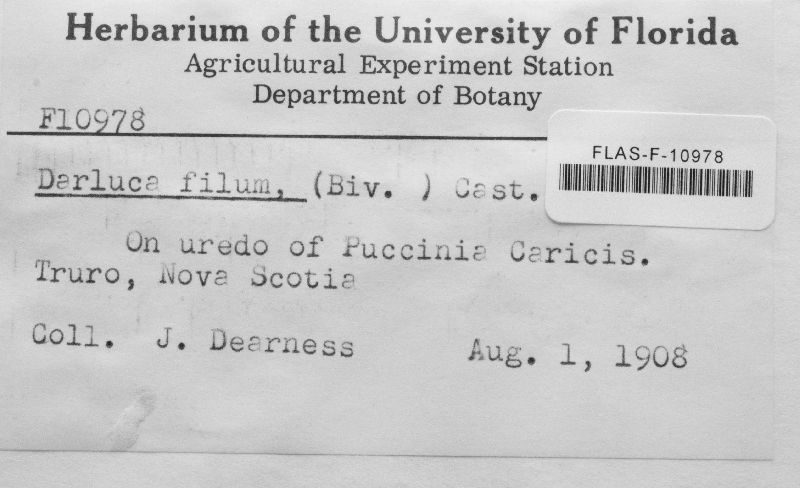 Herbarium of the University of Florida
Agricultural Experiment Station
Department of Botany
F10978
FLAS-F-10978
Darluca filum, (Biv. ) Cast.
On uredo of Puccinia Caricis.
Truro, Nova Scotia
Coll. J. Dearness Aug. 1, 1908